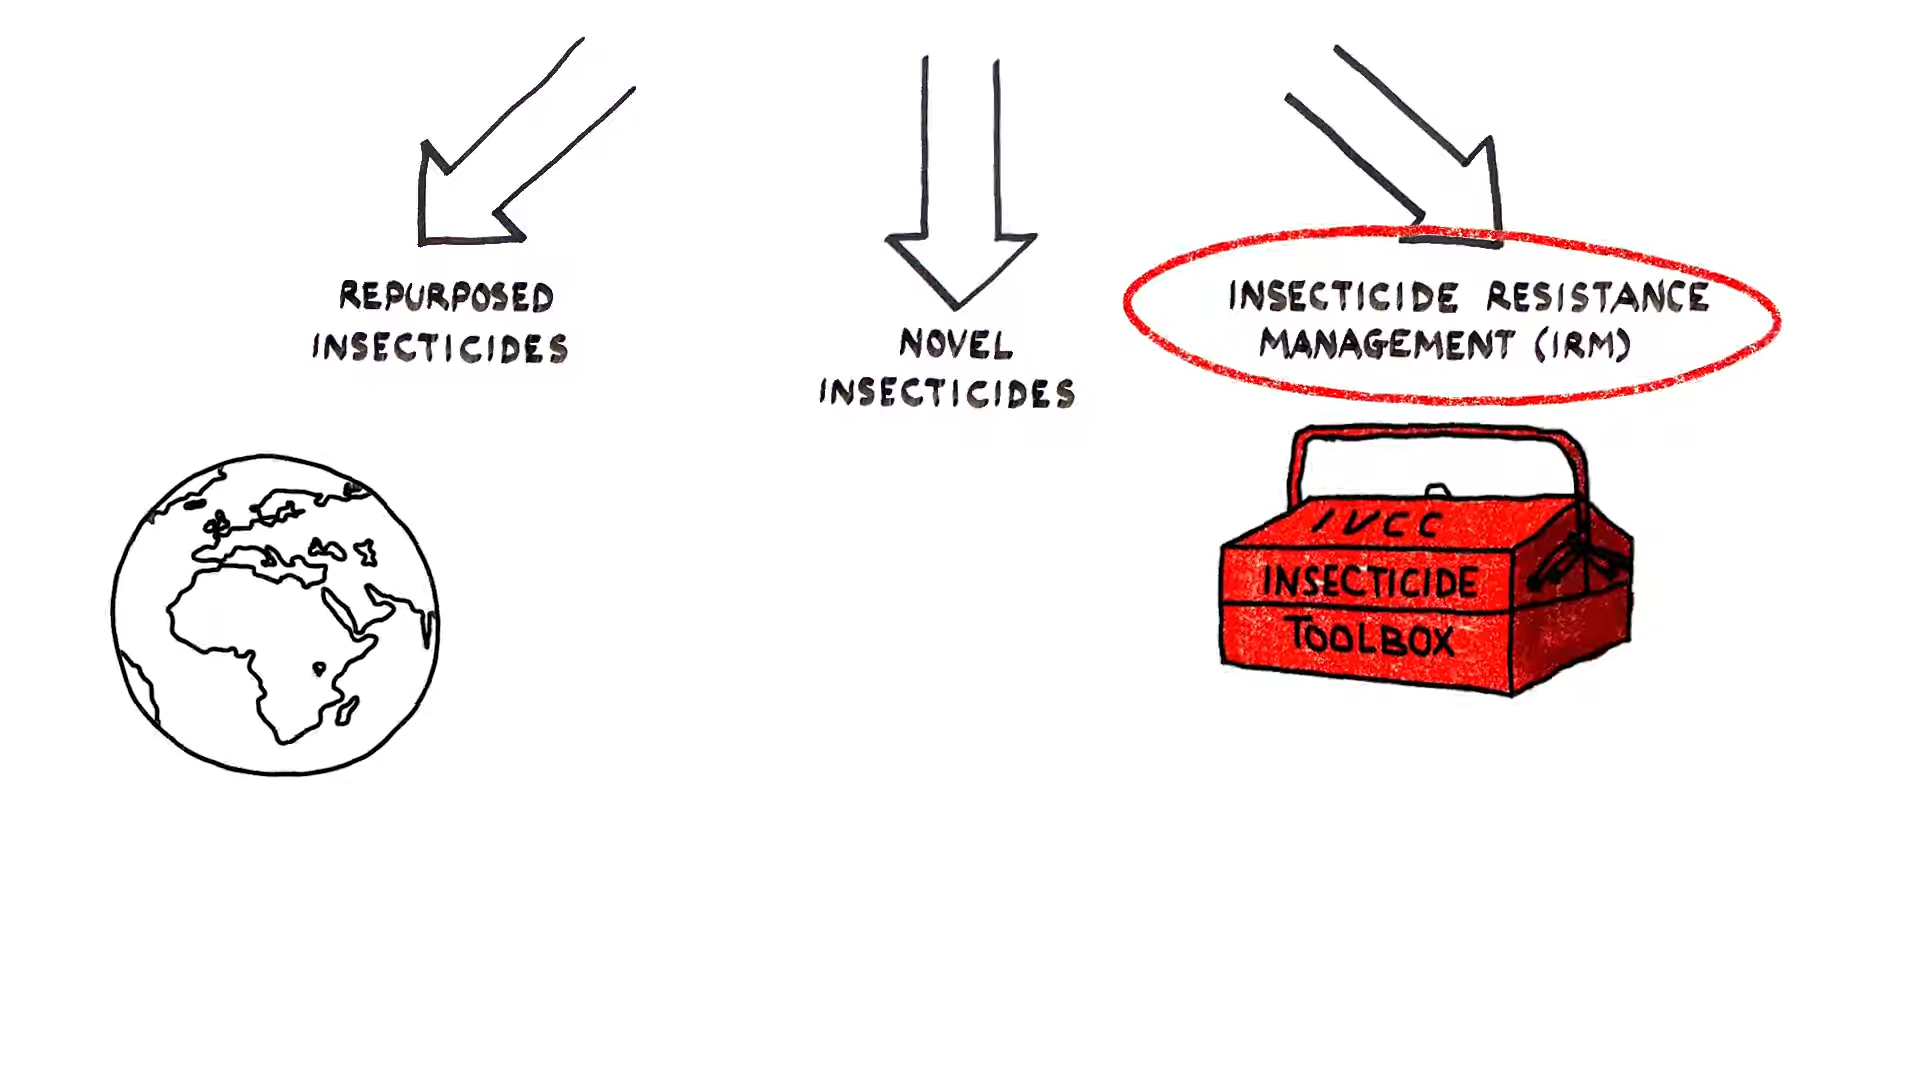 REPURPOSED
INSECTICIDES
NOVEL
INSECTICIDES
INSECTICIDE RESISTANCE
MANAGEMENT (IRM)
IVCC
INSECTICIDE
TOOLBOX